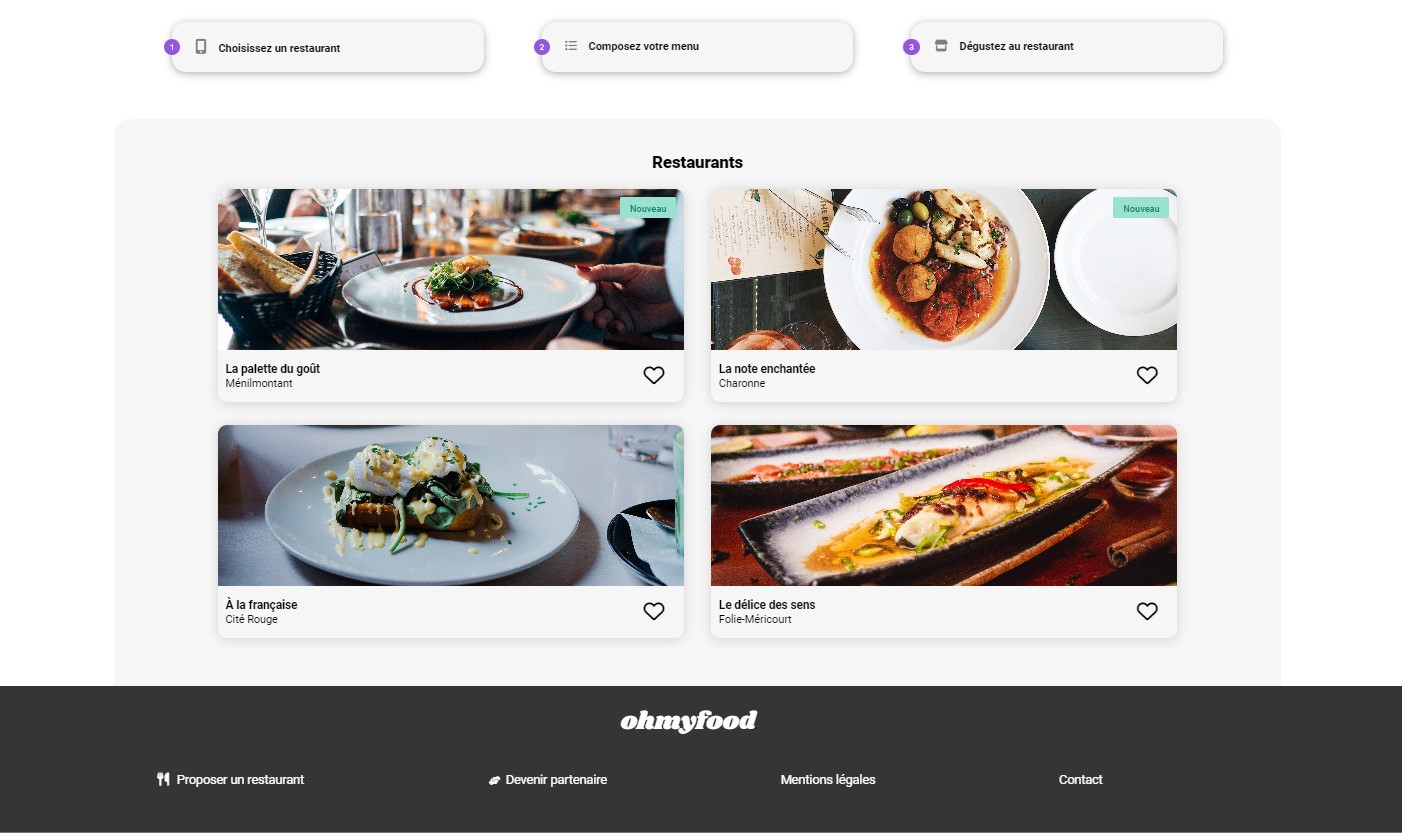 1 Choisissez un restaurant
2 Composez votre menu
3 Dégustez au restaurant
Restaurants
Nouveau
Nouveau
La palette du goût
Ménilmontant
La note enchantée
Charonne
À la française
Cité Rouge
Le délice des sens
Folie-Méricourt
ohmyfood
Proposer un restaurant
Devenir partenaire
Mentions légales
Contact